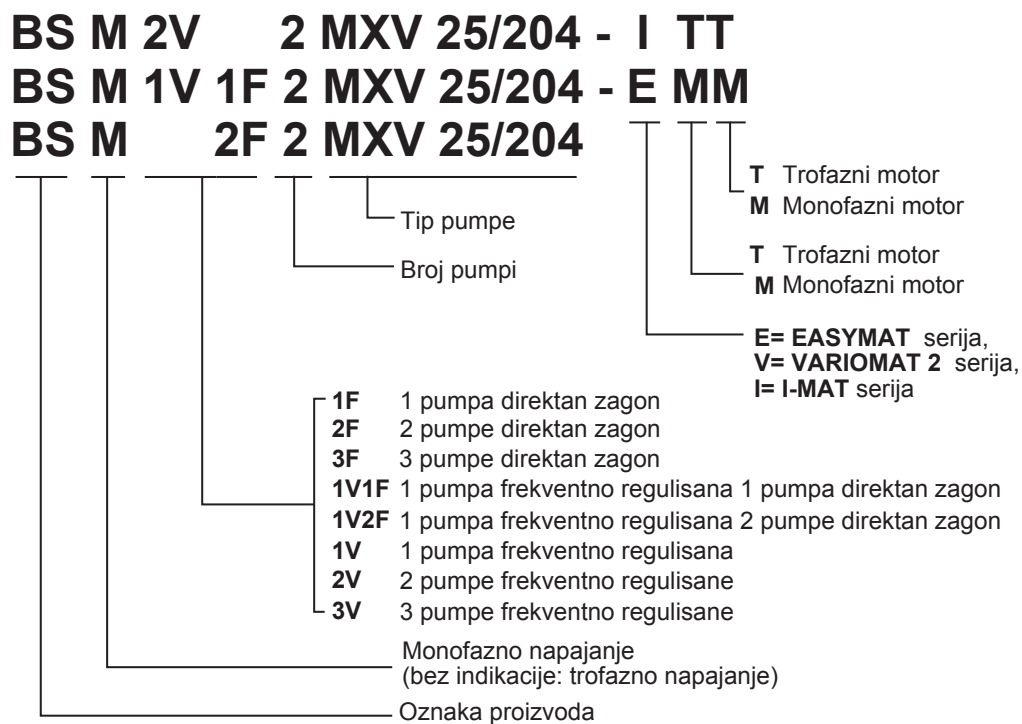 BS M 2V 2 MXV 25/204 - I TT
BS M 1V 1F 2 MXV 25/204 - E MM
BS M 2F 2 MXV 25/204
T Trofazni motor
M Monofazni motor
Tip pumpe
T Trofazni motor
M Monofazni motor
Broj pumpi
E= EASYMAT serija,
V= VARIOMAT 2 serija,
I= I-MAT serija
1F 1 pumpa direktan zagon
2F 2 pumpe direktan zagon
3F 3 pumpe direktan zagon
1V1F 1 pumpa frekventno regulisana 1 pumpa direktan zagon
1V2F 1 pumpa frekventno regulisana 2 pumpe direktan zagon
1V 1 pumpa frekventno regulisana
2V 2 pumpe frekventno regulisane
3V 3 pumpe frekventno regulisane
Monofazno napajanje
(bez indikacije: trofazno napajanje)
Oznaka proizvoda